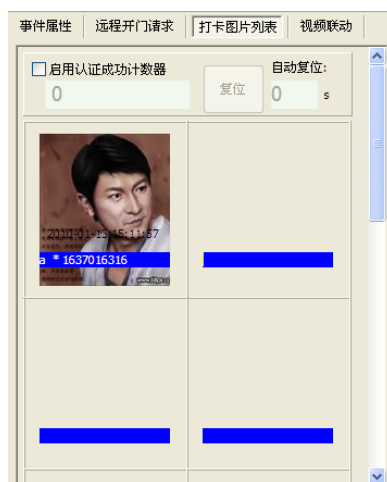 事件属性 远程开门请求 打卡图片列表 视频联动
启用认证成功计数器
自动复位:
0 复位 0 s
2010-01-13 15:11:57
a * 1637016316